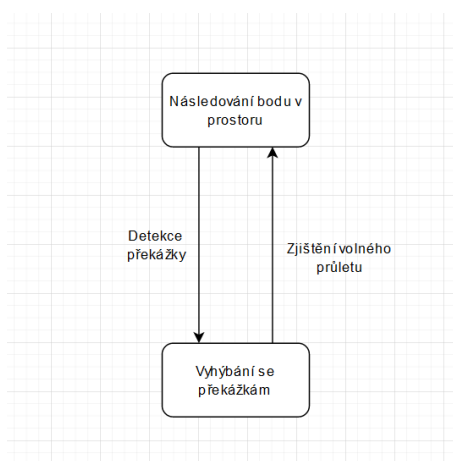 Následování bodu v
prostoru
Detekce
překážky
Zjištění volného
průletu
Vyhýbání se
překážkám